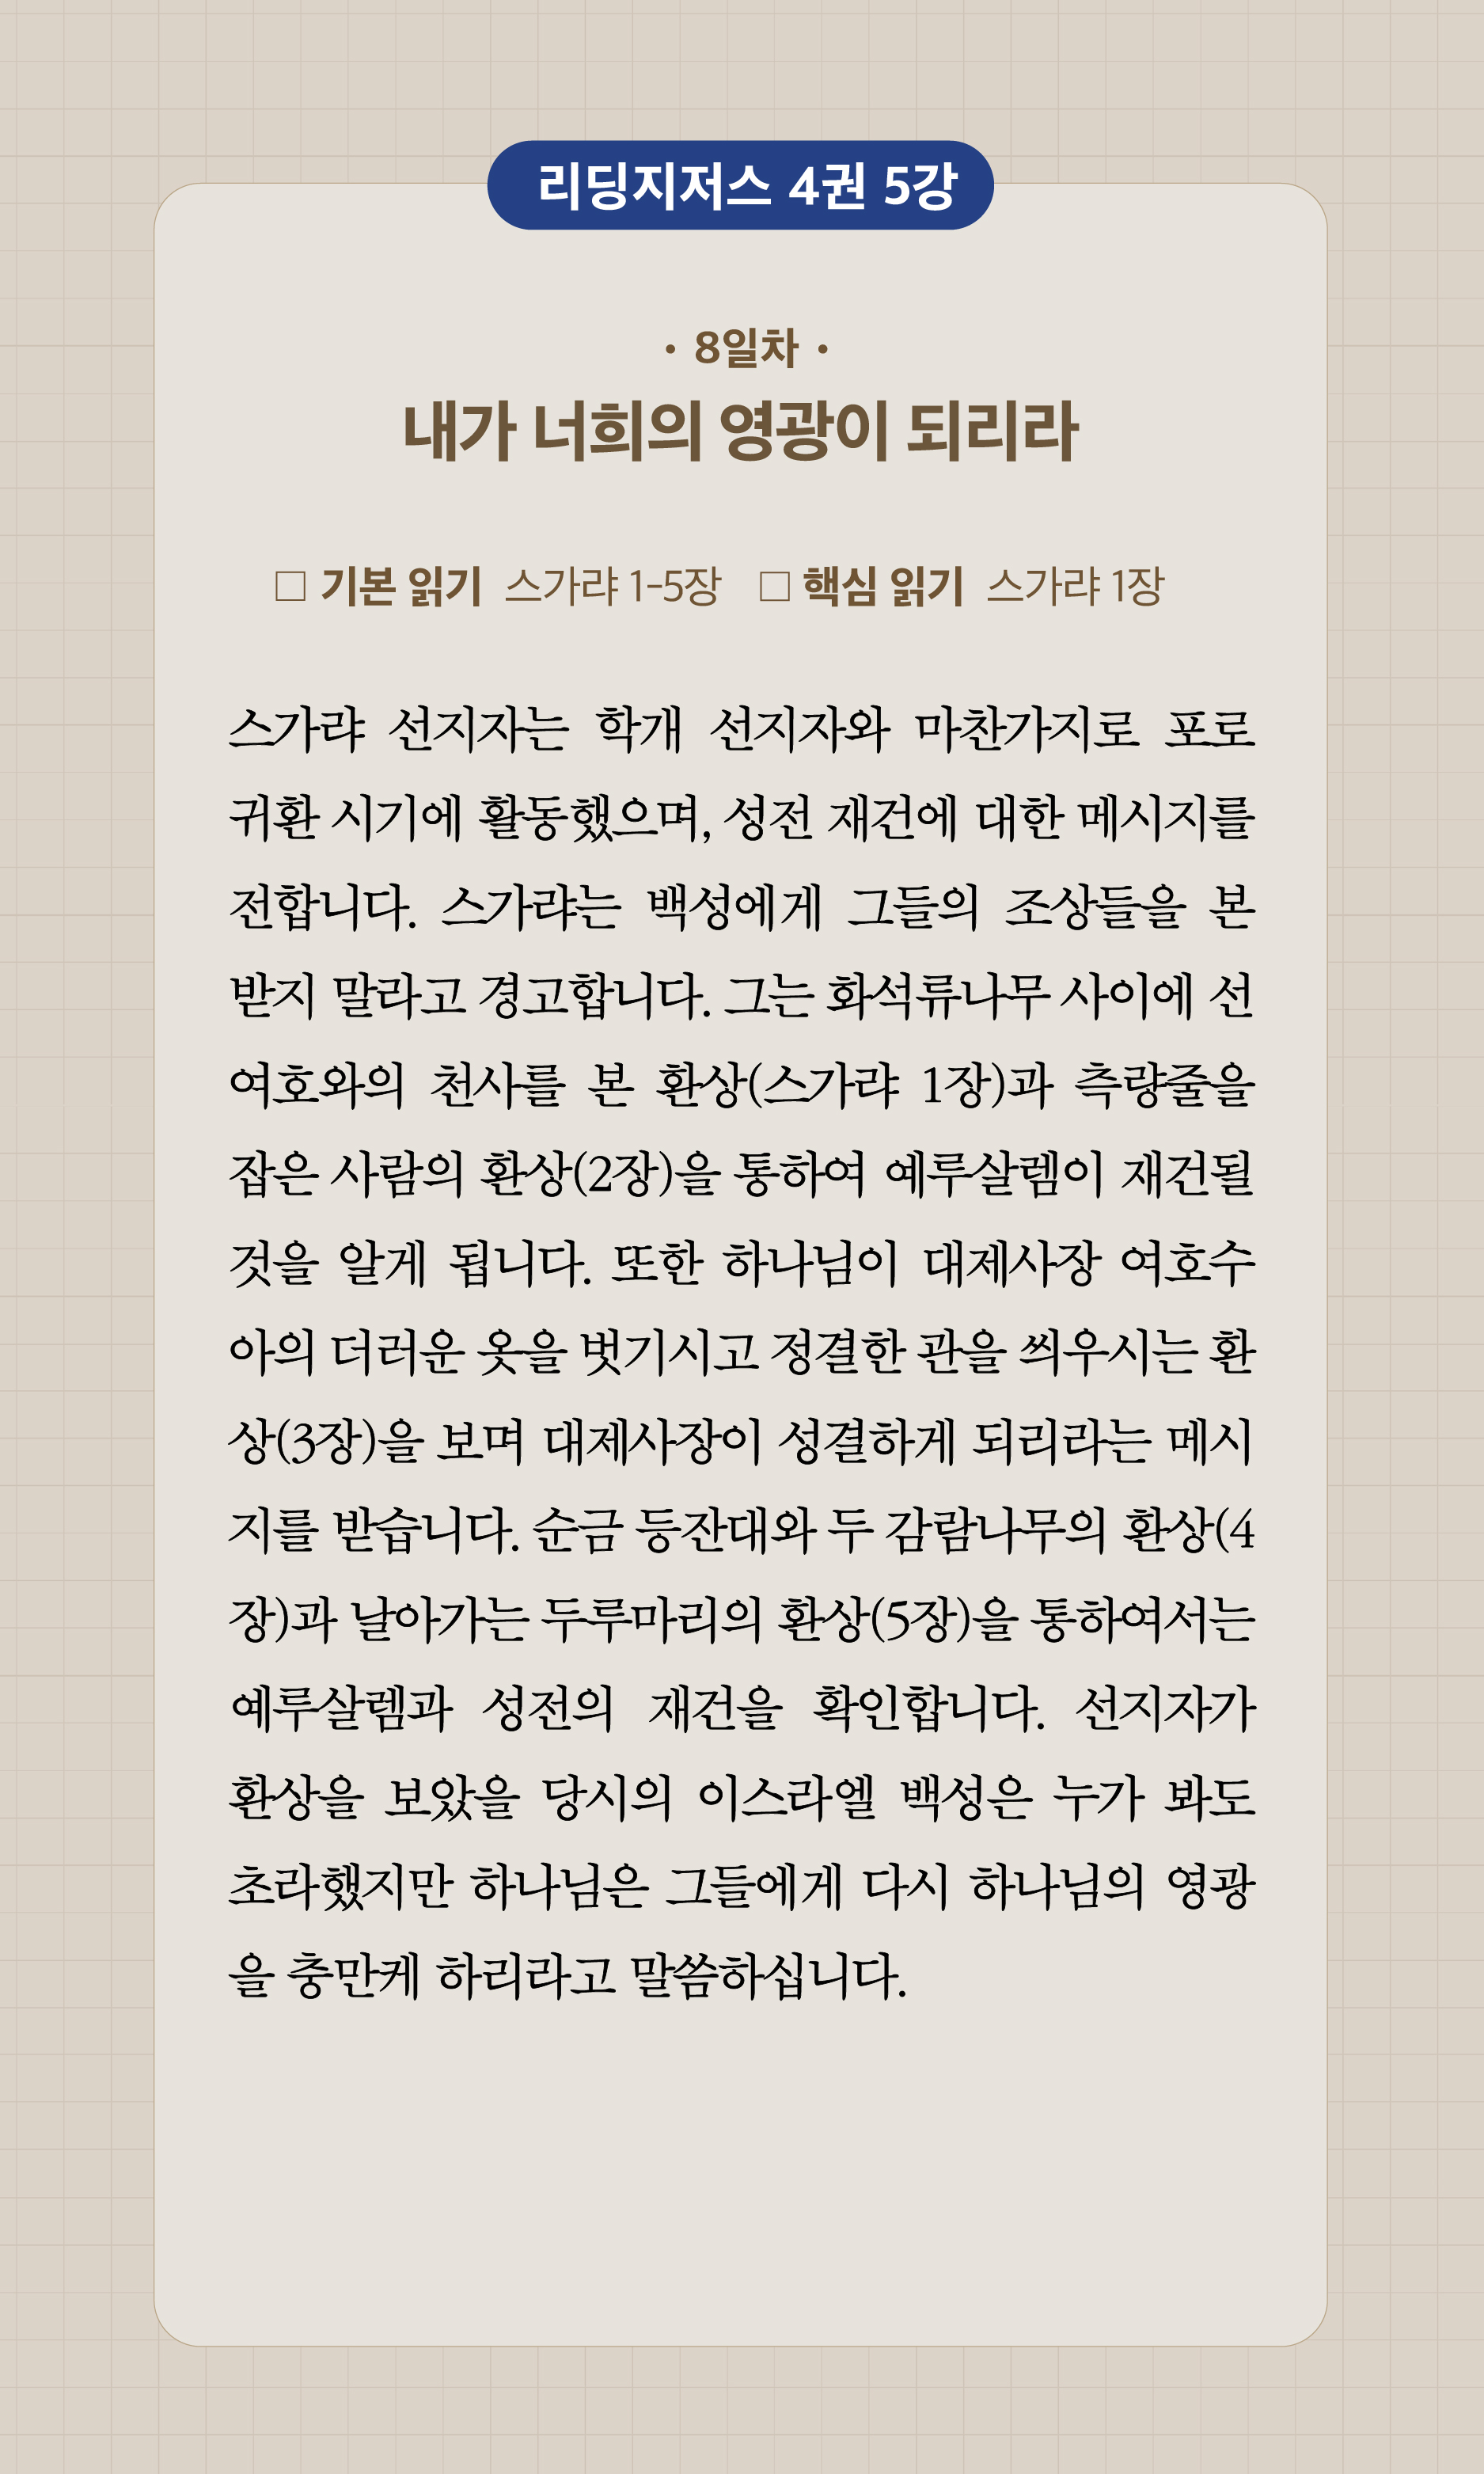 리딩지저스 4권 5강
· 8일차 ·
내가 너희의 영광이 되리라
□ 기본 읽기 스가랴 1-5장 □ 핵심 읽기 스가랴 1장
스가랴 선지자는 학개 선지자와 마찬가지로 포로
귀환 시기에 활동했으며, 성전 재건에 대한 메시지를
전합니다. 스가랴는 백성에게 그들의 조상들을 본
받지 말라고 경고합니다. 그는 화석류나무 사이에 선
여호와의 천사를 본 환상(스가랴 1장)과 측량줄을
잡은 사람의 환상(2장)을 통하여 예루살렘이 재건될
것을 알게 됩니다. 또한 하나님이 대제사장 여호수
아의 더러운 옷을 벗기시고 정결한 관을 씌우시는 환
상(3장)을 보며 대제사장이 성결하게 되리라는 메시
지를 받습니다. 순금 등잔대와 두 감람나무의 환상(4
장)과 날아가는 두루마리의 환상(5장)을 통하여서는
예루살렘과 성전의 재건을 확인합니다. 선지자가
환상을 보았을 당시의 이스라엘 백성은 누가 봐도
초라했지만 하나님은 그들에게 다시 하나님의 영광
을 충만케 하리라고 말씀하십니다.